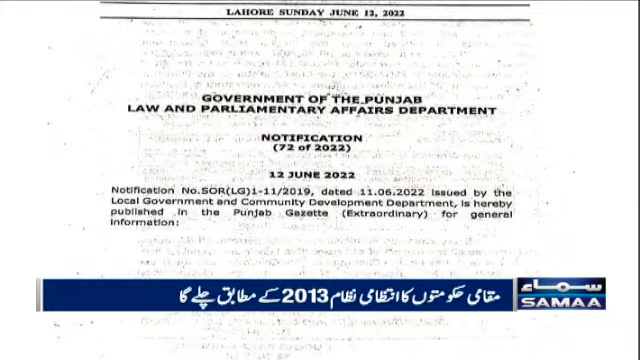 LAHORE SUNDAY JUNE 12, 2022
GOVERNMENT OF THE PUNJAB
LAW AND PARLIAMENTARY AFFAIRS DEPARTMENT
NOTIFICATION
(72 of 2022)
12 JUNE 2022
Notification No.SOR(LG)1-11/2019, dated 11.06.2022 issued by the
Local Government and Community Development Department, is hereby
published in the Punjab Gazette (Extraordinary) for general
information:
مقامی حکومتوں کا انتظامی نظام 2013 کے مطابق چلے گا
سماء
SAMAA